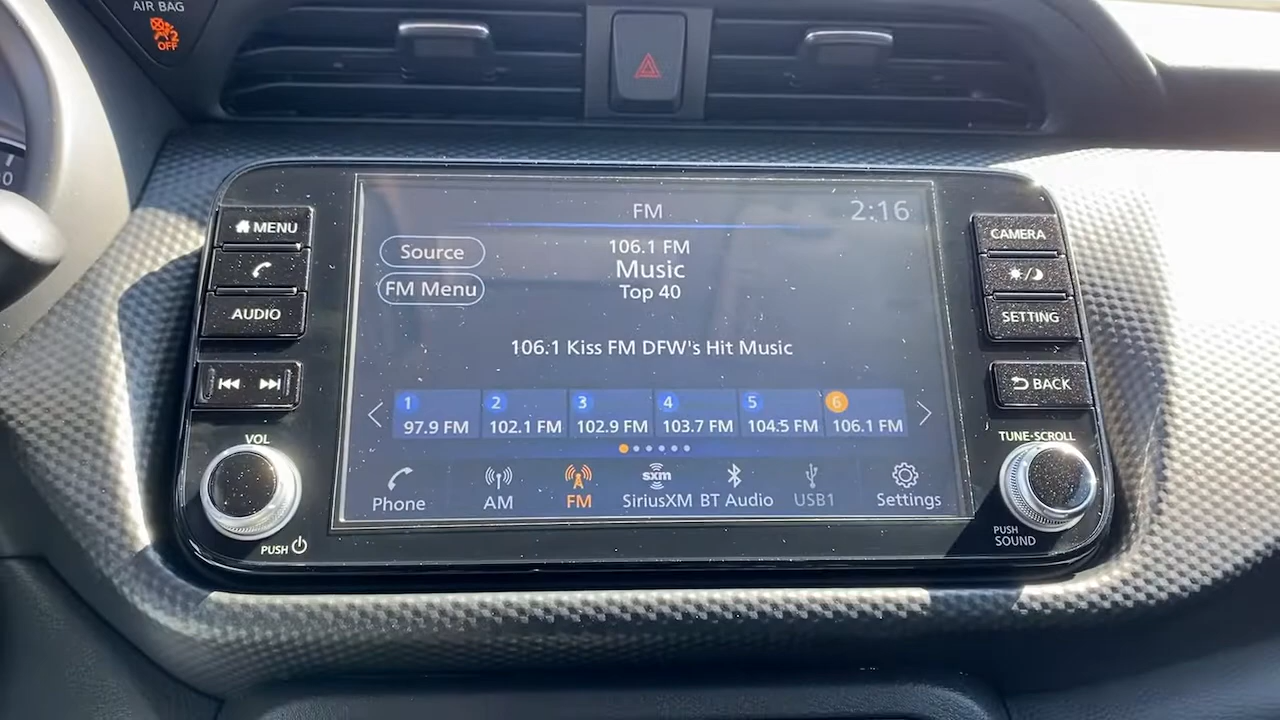 AIR BAG
2
OFF
0
MENU
AUDIO
VOL
PUSH
FM
2:16
Source
106.1 FM
Music
FM Menu
Top 40
106.1 Kiss FM DFW's Hit Music
1 2 3 4 5 6
97.9 FM 102.1 FM 102.9 FM 103.7 FM 104.5 FM 106.1 FM
sxm
Phone AM FM SiriusXM BT Audio USB1 Settings
CAMERA
SETTING
BACK
TUNE·SCROLL
PUSH
SOUND